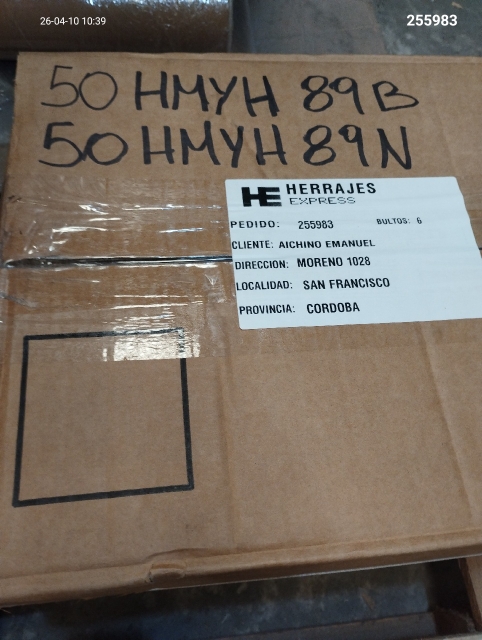 26-04-10 10:39
255983
50 HMYH 89B
50 HMYH 89N
HE HERRAJES
EXPRESS
PEDIDO: 255983 BULTOS: 6
CLIENTE: AICHINO EMANUEL
DIRECCION: MORENO 1028
LOCALIDAD: SAN FRANCISCO
PROVINCIA: CORDOBA